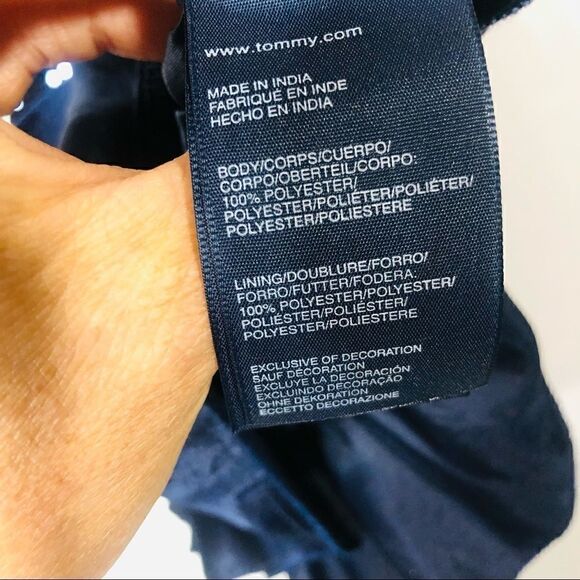 www.tommy.com
MADE IN INDIA
FABRIQUÉ EN INDE
HECHO EN INDIA
BODY/CORPS/CUERPO/
CORPO/OBERTEIL/CORPO:
100% POLYESTER/
POLYESTER/POLIÉTER/POLIÉTER/
POLYESTER/POLIESTERE
LINING/DOUBLURE/FORRO/
FORRO/FUTTER/FODERA:
100% POLYESTER/POLYESTER/
POLIÉSTER/POLIÉSTER/
POLYESTER/POLIESTERE
EXCLUSIVE OF DECORATION
SAUF DÉCORATION
EXCLUYE LA DECORACIÓN
EXCLUINDO DECORAÇÃO
OHNE DEKORATION
ECCETTO DECORAZIONE